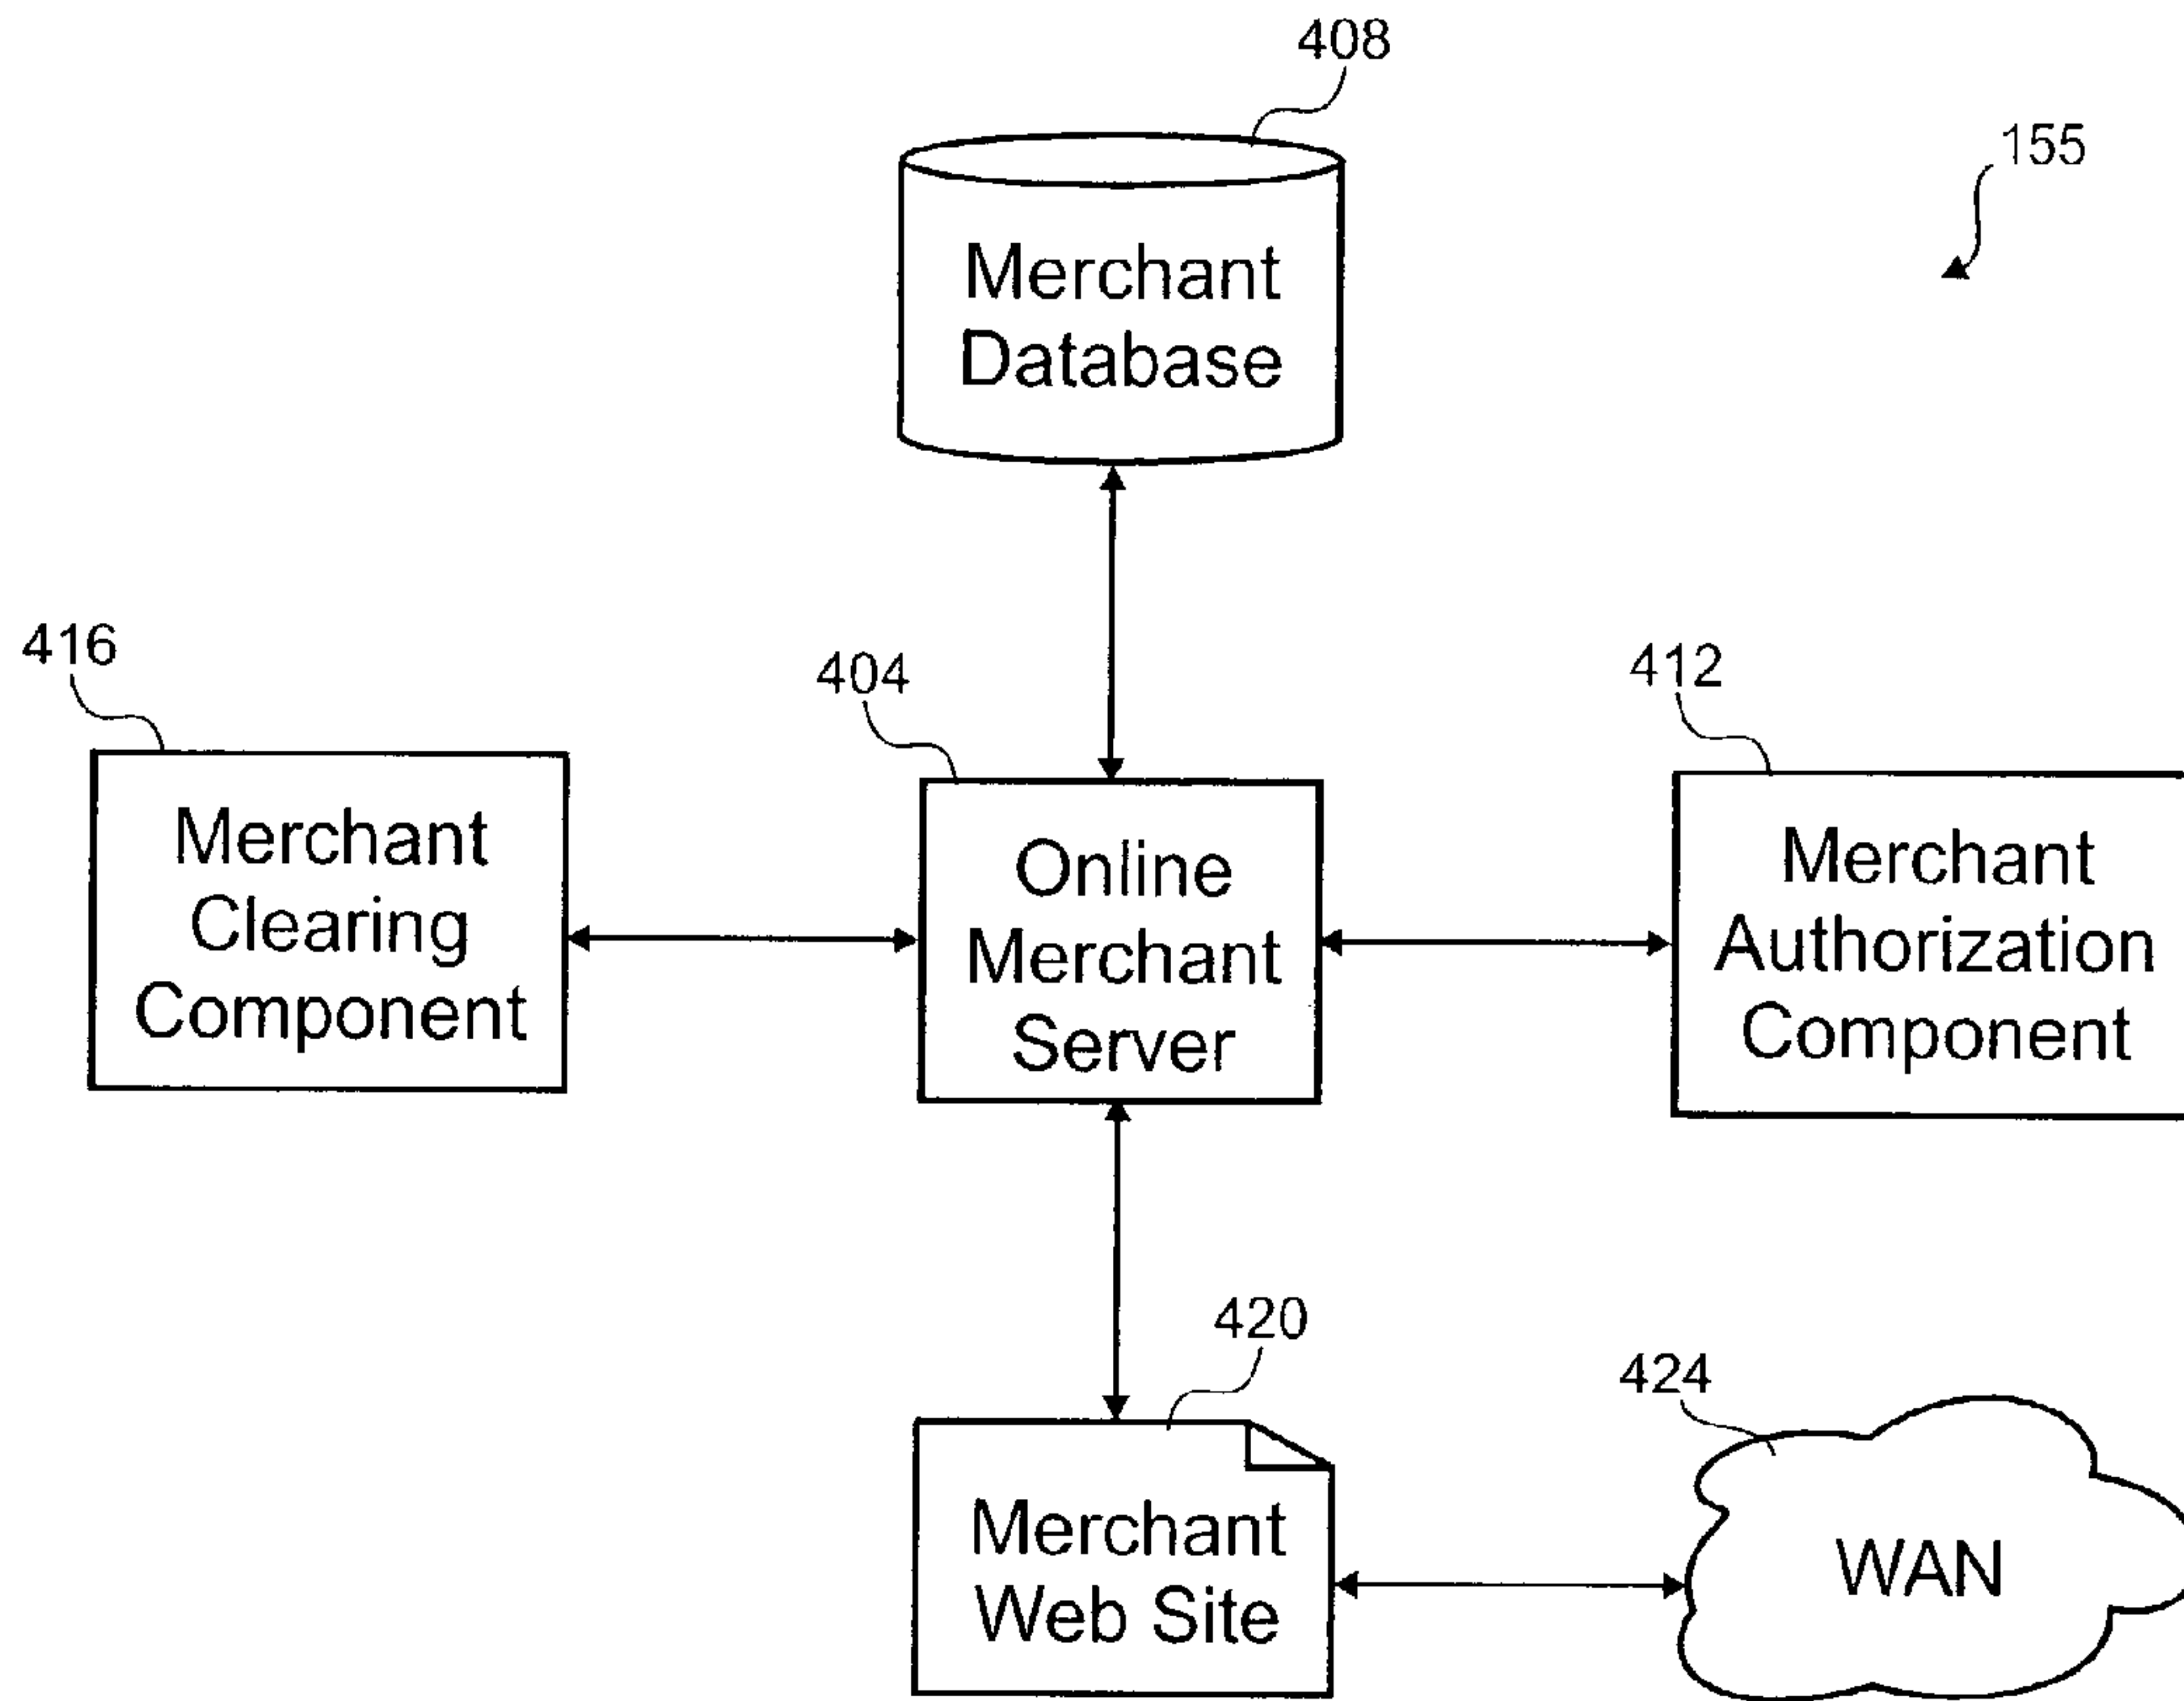 408
155
Merchant
Database
416
404
412
Merchant
Clearing
Component
Online
Merchant
Server
Merchant
Authorization
Component
420
424
Merchant
Web Site
WAN